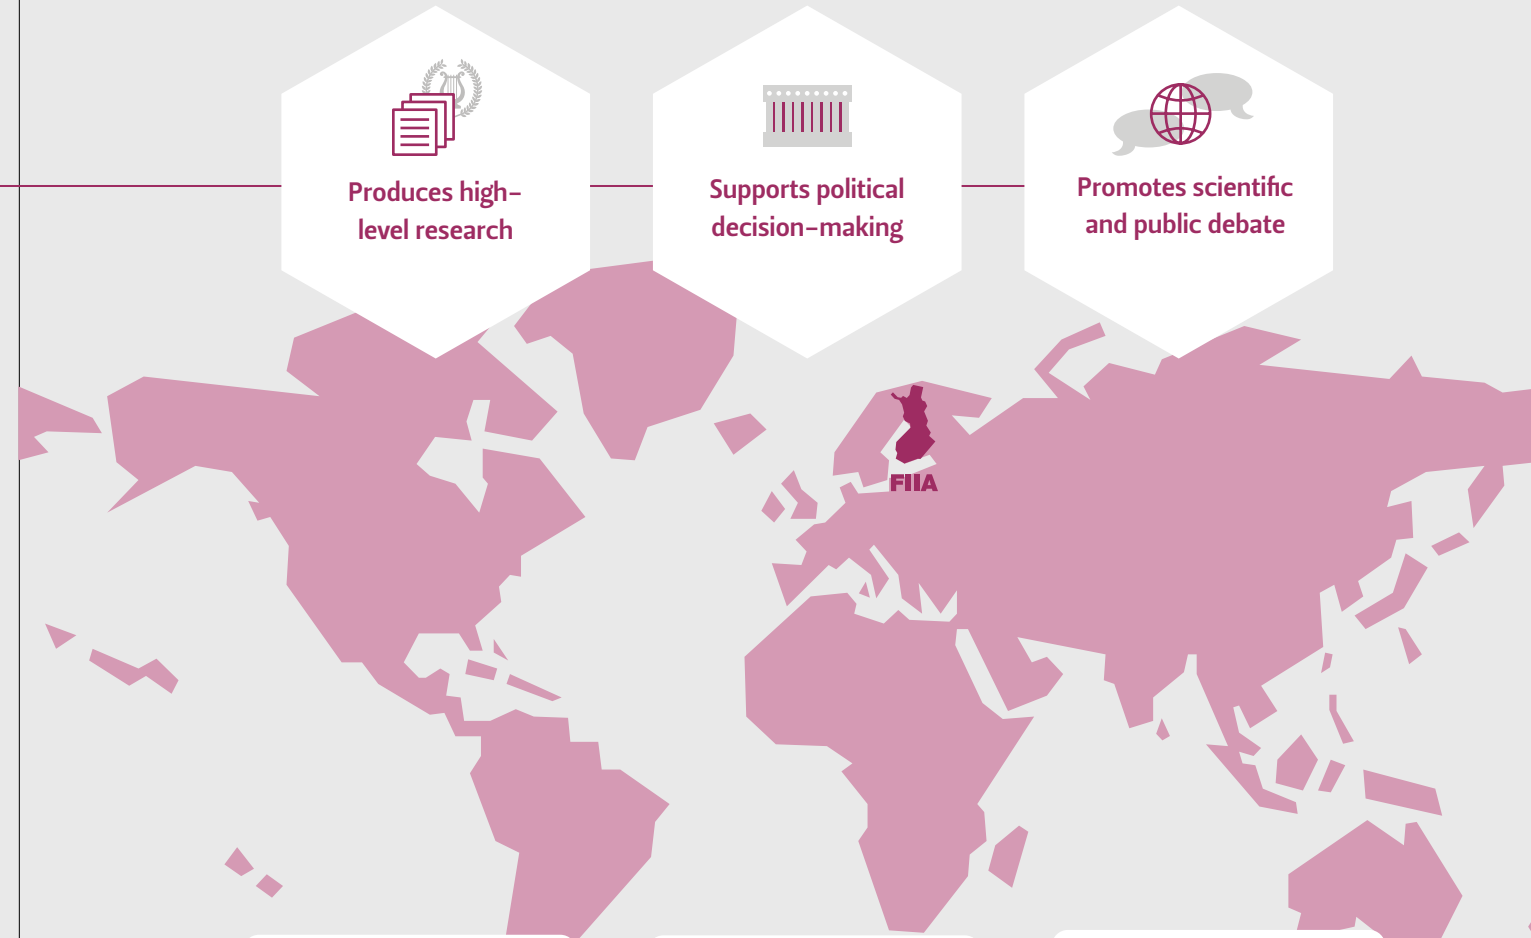 Produces high–
level research
Supports political
decision–making
Promotes scientific
and public debate
FIIA